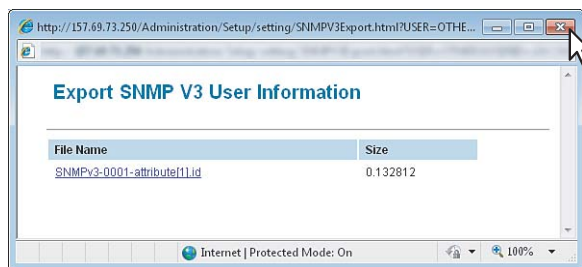 http://157.69.73.250/Administration/Setup/setting/SNMPV3Export.html?USER=OTHE...
Export SNMP V3 User Information
File Name Size
SNMPv3-0001-attribute[1].id 0.132812
Internet | Protected Mode: On 100%